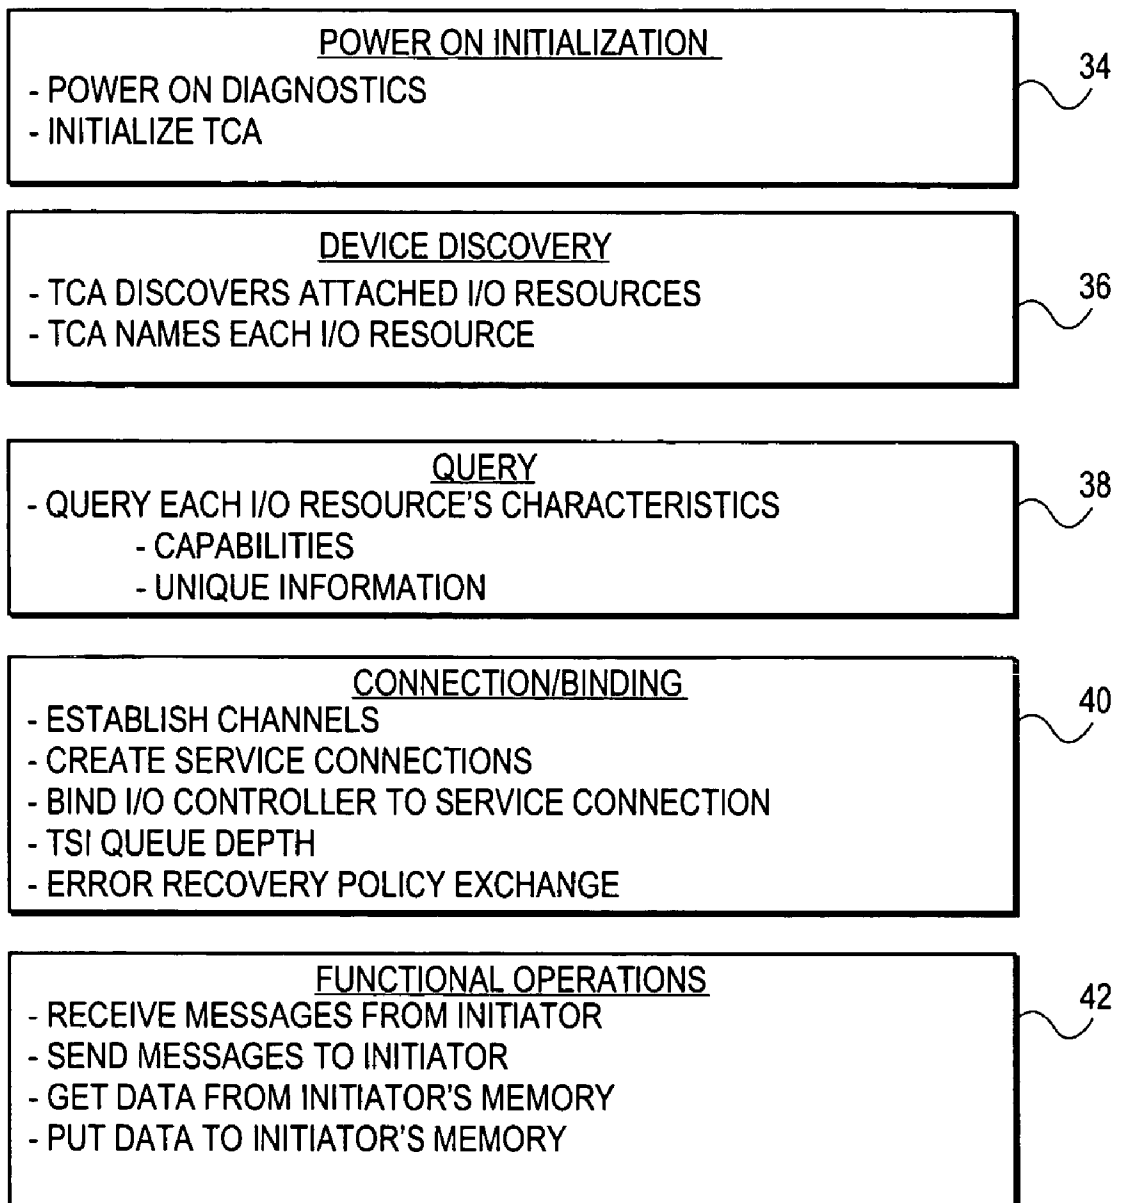 POWER ON INITIALIZATION
34
- POWER ON DIAGNOSTICS
- INITIALIZE TCA
DEVICE DISCOVERY
36
- TCA DISCOVERS ATTACHED I/O RESOURCES
- TCA NAMES EACH I/O RESOURCE
QUERY
38
- QUERY EACH I/O RESOURCE'S CHARACTERISTICS
- CAPABILITIES
- UNIQUE INFORMATION
CONNECTION/BINDING
40
- ESTABLISH CHANNELS
- CREATE SERVICE CONNECTIONS
- BIND I/O CONTROLLER TO SERVICE CONNECTION
- TSI QUEUE DEPTH
- ERROR RECOVERY POLICY EXCHANGE
FUNCTIONAL OPERATIONS
42
- RECEIVE MESSAGES FROM INITIATOR
- SEND MESSAGES TO INITIATOR
- GET DATA FROM INITIATOR'S MEMORY
- PUT DATA TO INITIATOR'S MEMORY